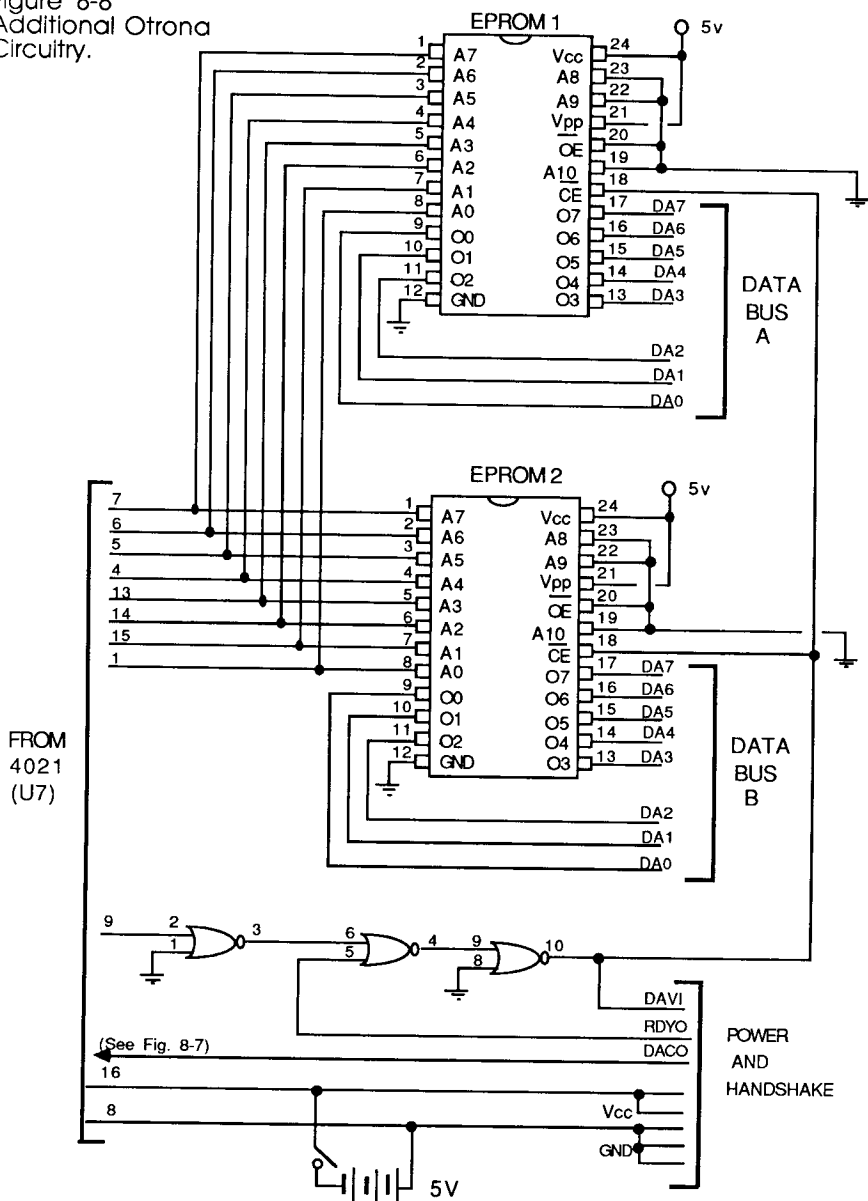 Figure 8-8
Additional Otrona
Circuitry.
EPROM 1
5v
1 A7 Vcc 24
2 A6 A8 23
3 A5 A9 22
4 A4 Vpp 21
5 A3 OE 20
6 A2 A10 19
7 A1 CE 18
8 A0 O7 17 DA7
9 O0 O6 16 DA6
10 O1 O5 15 DA5
11 O2 O4 14 DA4
12 GND O3 13 DA3
DA2
DA1
DA0
DATA
BUS
A
EPROM 2
5v
7 1 A7 Vcc 24
6 2 A6 A8 23
5 3 A5 A9 22
4 4 A4 Vpp 21
13 5 A3 OE 20
14 6 A2 A10 19
15 7 A1 CE 18
1 8 A0 O7 17 DA7
9 O0 O6 16 DA6
10 O1 O5 15 DA5
11 O2 O4 14 DA4
12 GND O3 13 DA3
DA2
DA1
DA0
DATA
BUS
B
FROM
4021
(U7)
9 2 3 6 4 9 10
1 5 8
DAVI
RDYO
(See Fig. 8-7) DACO
16
Vcc
8
GND
5V
POWER
AND
HANDSHAKE